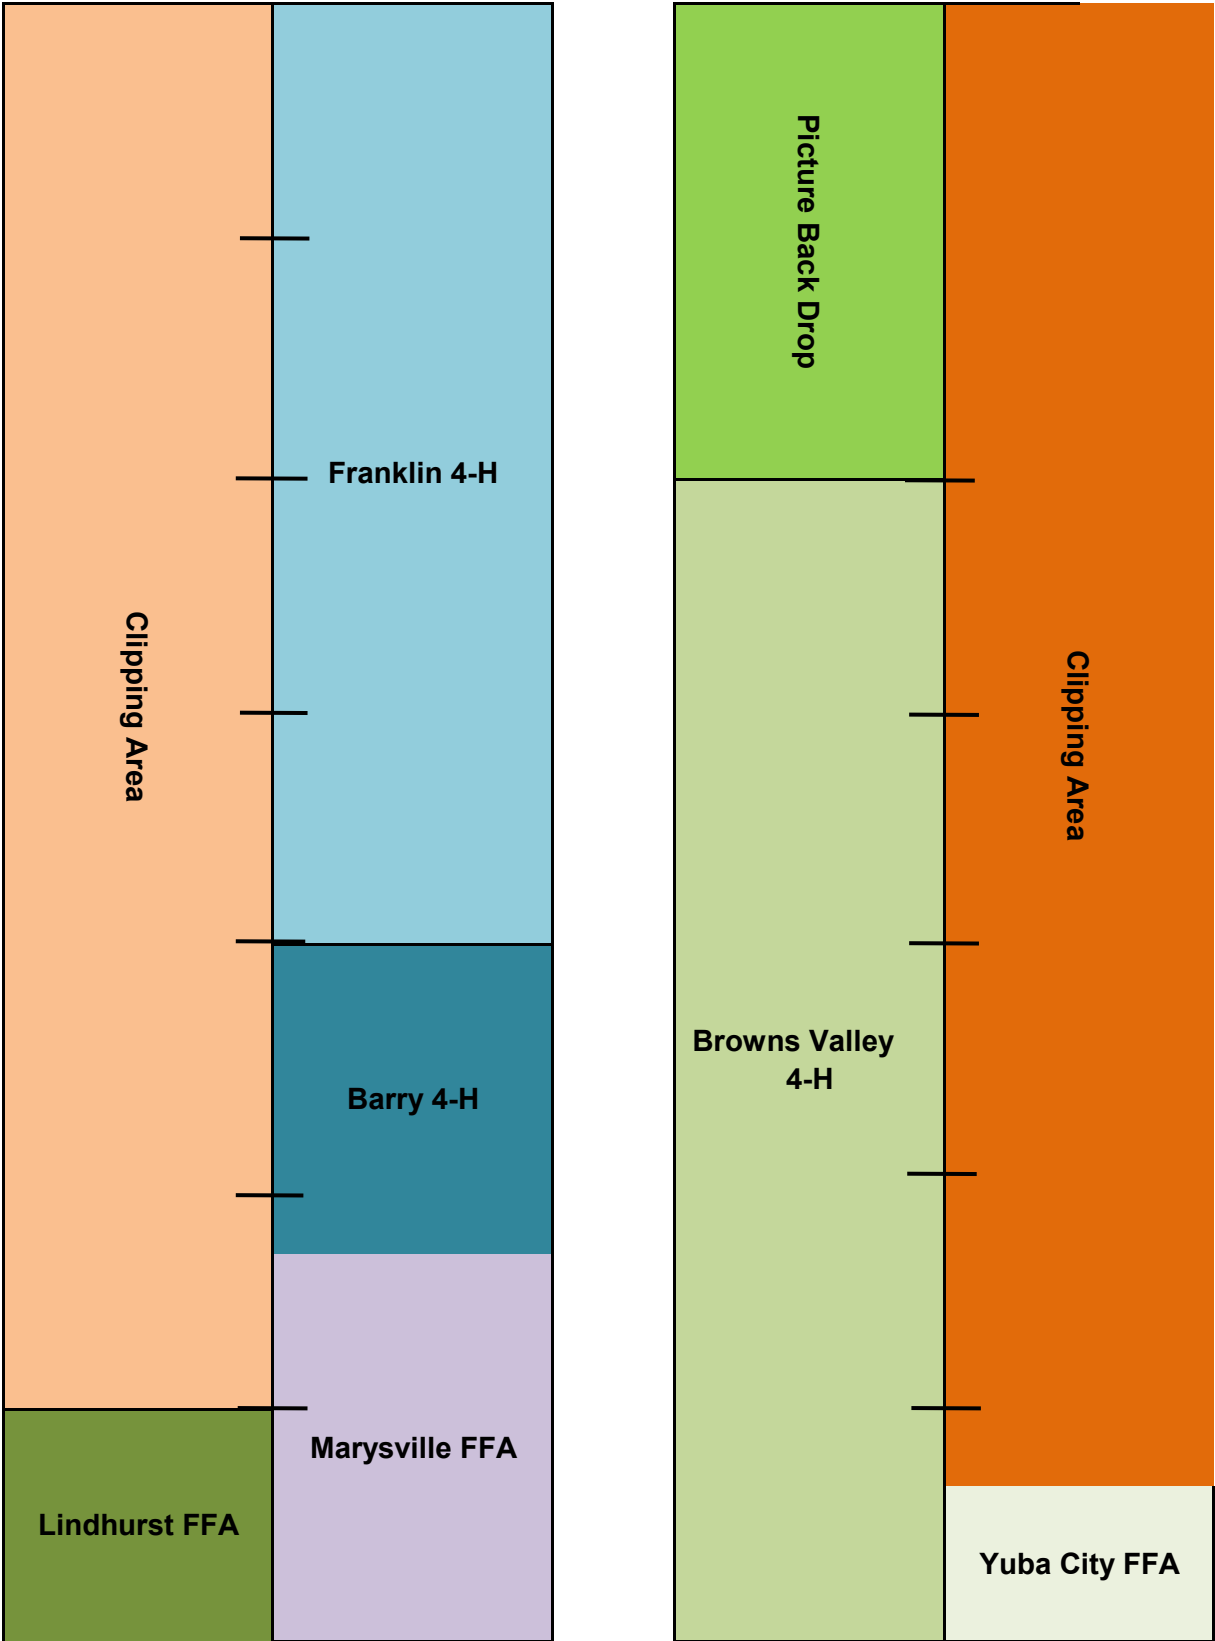 Picture Back Drop
Franklin 4-H
Clipping Area
Clipping Area
Browns Valley
4-H
Barry 4-H
Marysville FFA
Lindhurst FFA
Yuba City FFA